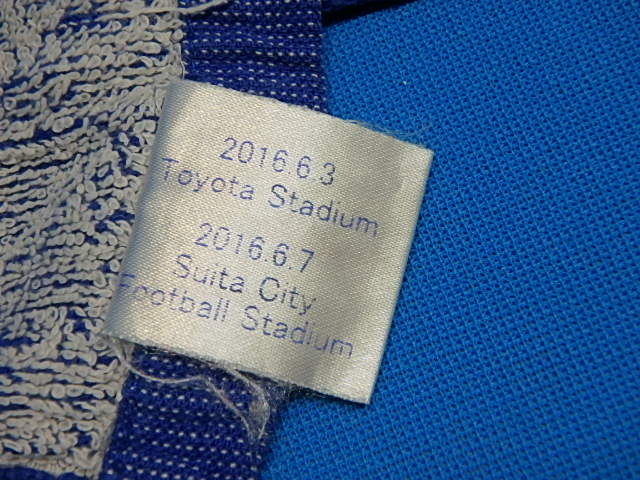 2016.6.3
Toyota Stadium
2016.6.7
Suita City
Football Stadium